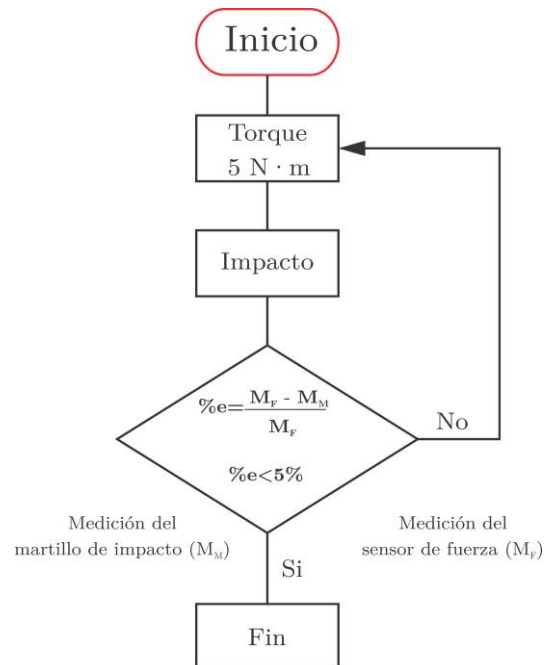 Inicio
Torque
5 N · m
Impacto
%e= M_F - M_M
M_F
%e<5%
No
Medición del
martillo de impacto (M_M)
Medición del
sensor de fuerza (M_F)
Si
Fin